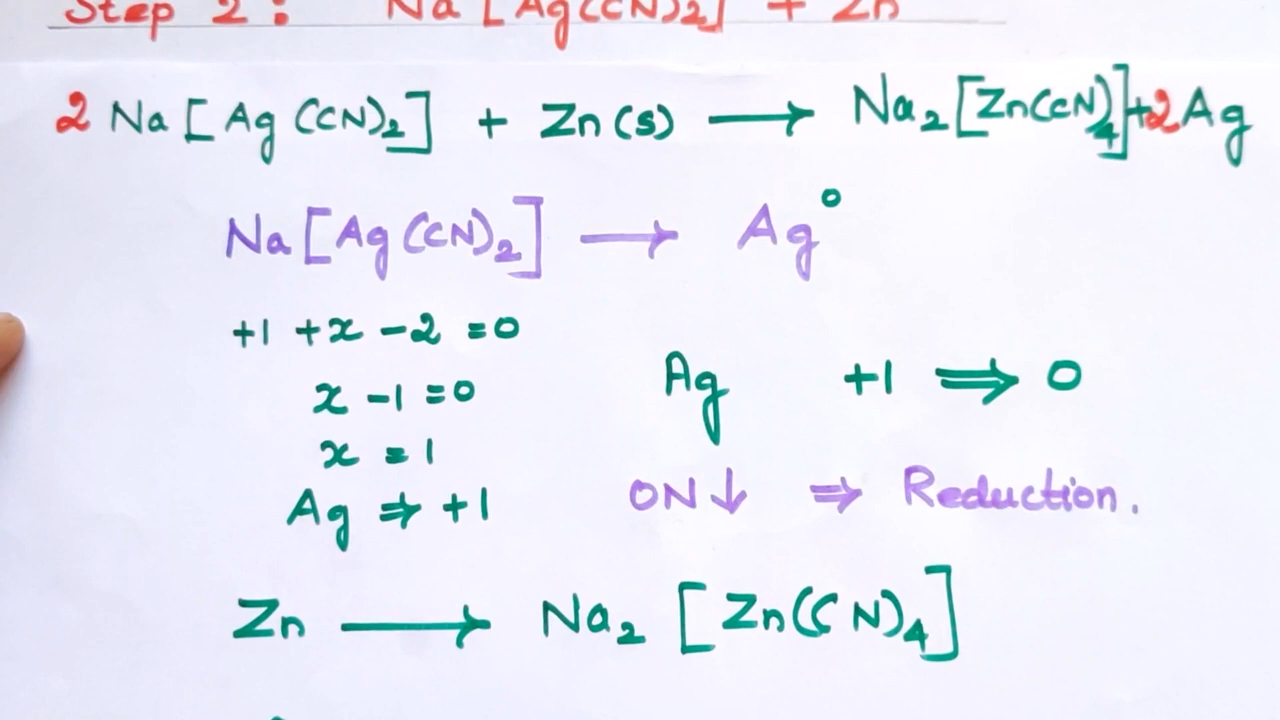 Step 2 : Na [Ag(CN)2] + Zn
2 Na [Ag (CN)2] + Zn (s) ⟶ Na2 [Zn(CN)4] + 2 Ag
Na [Ag (CN)2] ⟶ Ag⁰
+1 + x - 2 = 0
x - 1 = 0
Ag +1 ⟹ 0
x = 1
Ag ⇒ +1
ON ↓ ⇒ Reduction.
Zn ⟶ Na2 [Zn(CN)4]